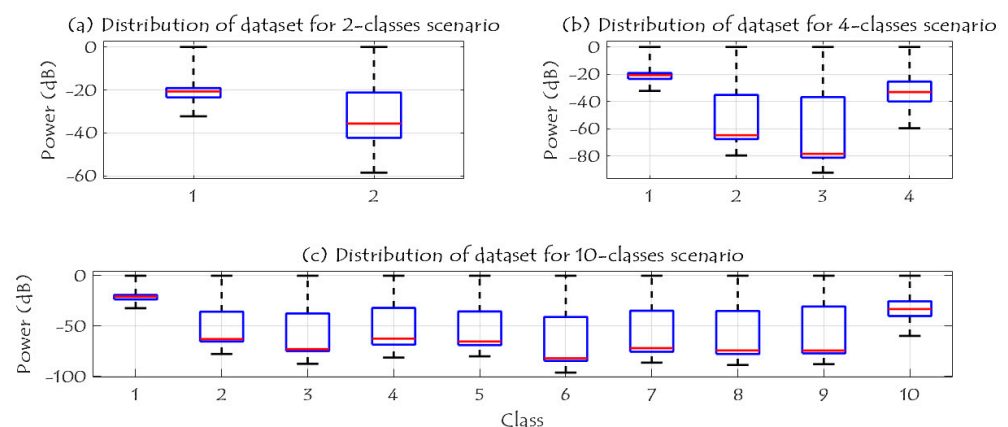 (a) Distribution of dataset for 2-classes scenario
0
-20
-40
-60
Power (dB)
1 2
(b) Distribution of dataset for 4-classes scenario
0
-20
-40
-60
-80
Power (dB)
1 2 3 4
(c) Distribution of dataset for 10-classes scenario
0
-50
-100
Power (dB)
1 2 3 4 5 6 7 8 9 10
Class